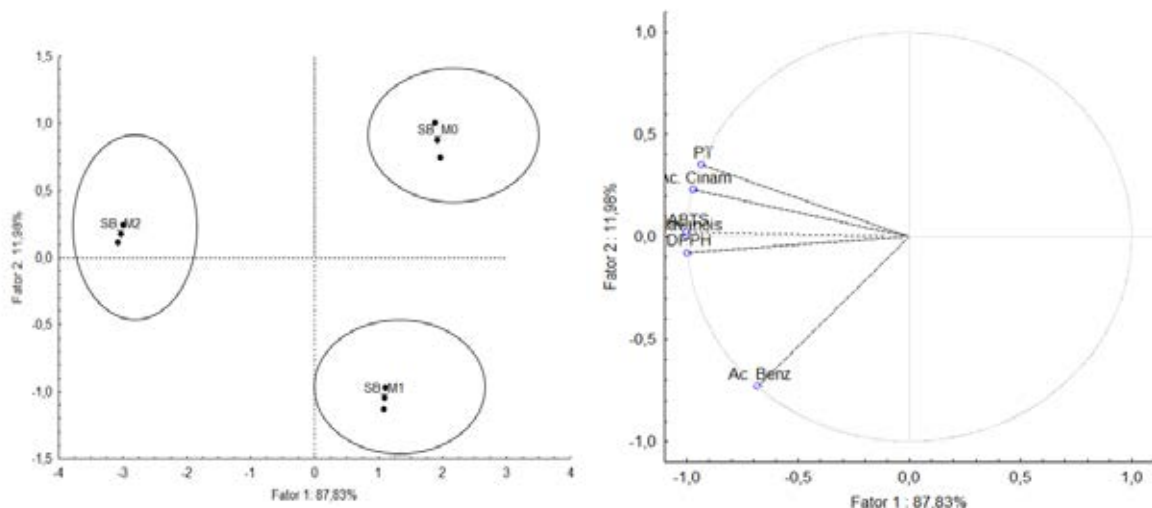 1,5
1,0
0,5
0,0
-0,5
-1,0
-1,5
Fator 2: 11,98%
SB_M0
SB_M2
SB_M1
-4 -3 -2 -1 0 1 2 3 4
Fator 1: 87,83%
1,0
0,5
0,0
-0,5
-1,0
Fator 2 : 11,98%
PT
Ac. Cinam
ABTS
DPPH
Ac. Benz
-1,0 -0,5 0,0 0,5 1,0
Fator 1 : 87,83%